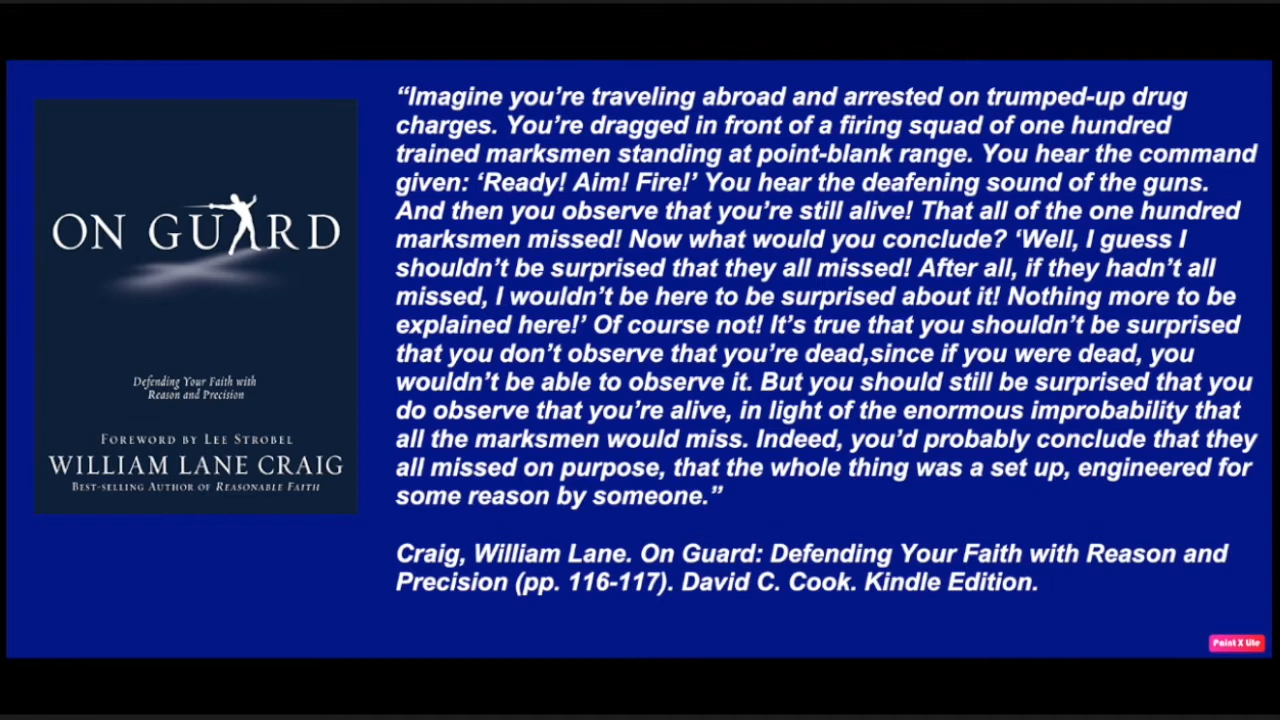 ON GUARD
Defending Your Faith with
Reason and Precision
FOREWORD BY LEE STROBEL
WILLIAM LANE CRAIG
BEST-SELLING AUTHOR OF REASONABLE FAITH
“Imagine you’re traveling abroad and arrested on trumped-up drug
charges. You’re dragged in front of a firing squad of one hundred
trained marksmen standing at point-blank range. You hear the command
given: ‘Ready! Aim! Fire!’ You hear the deafening sound of the guns.
And then you observe that you’re still alive! That all of the one hundred
marksmen missed! Now what would you conclude? ‘Well, I guess I
shouldn’t be surprised that they all missed! After all, if they hadn’t all
missed, I wouldn’t be here to be surprised about it! Nothing more to be
explained here!’ Of course not! It’s true that you shouldn’t be surprised
that you don’t observe that you’re dead,since if you were dead, you
wouldn’t be able to observe it. But you should still be surprised that you
do observe that you’re alive, in light of the enormous improbability that
all the marksmen would miss. Indeed, you’d probably conclude that they
all missed on purpose, that the whole thing was a set up, engineered for
some reason by someone.”
Craig, William Lane. On Guard: Defending Your Faith with Reason and
Precision (pp. 116-117). David C. Cook. Kindle Edition.
Paint X Lite